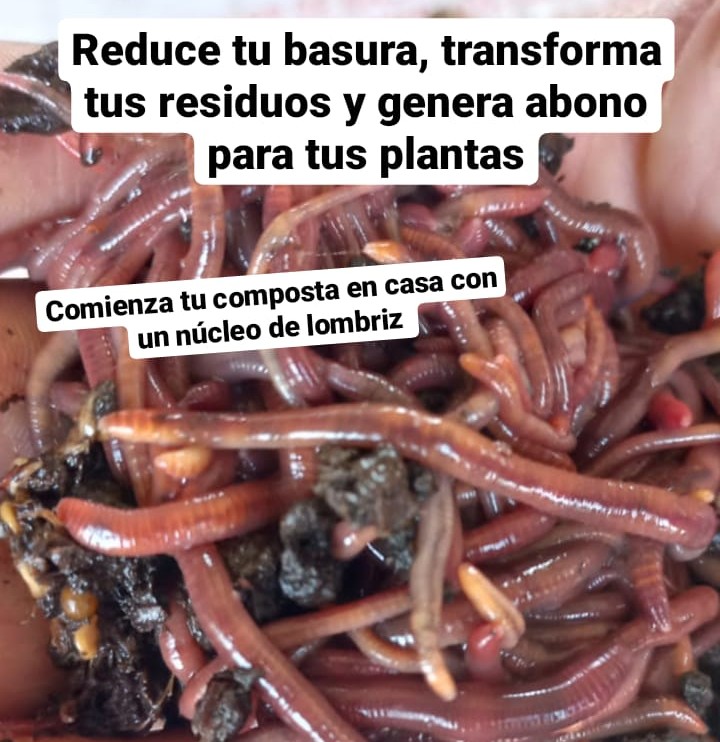 Reduce tu basura, transforma
tus residuos y genera abono
para tus plantas
Comienza tu composta en casa con
un núcleo de lombriz